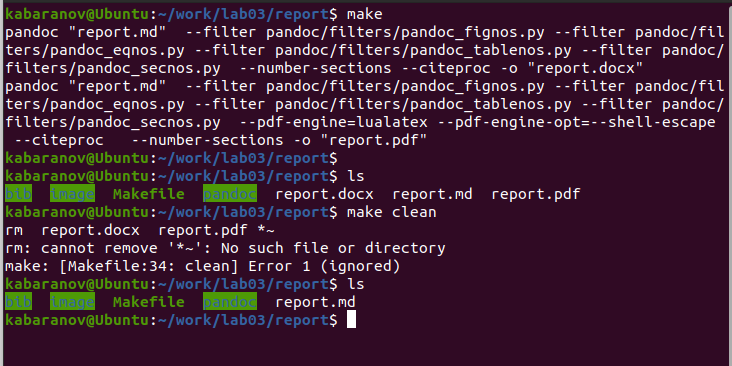 kabaranov@Ubuntu:~/work/lab03/report$ make
pandoc "report.md"  --filter pandoc/filters/pandoc_fignos.py --filter pandoc/fil
ters/pandoc_eqnos.py --filter pandoc/filters/pandoc_tablenos.py --filter pandoc/
filters/pandoc_secnos.py  --number-sections --citeproc -o "report.docx"
pandoc "report.md"  --filter pandoc/filters/pandoc_fignos.py --filter pandoc/fil
ters/pandoc_eqnos.py --filter pandoc/filters/pandoc_tablenos.py --filter pandoc/
filters/pandoc_secnos.py  --pdf-engine=lualatex --pdf-engine-opt=--shell-escape
 --citeproc   --number-sections -o "report.pdf"
kabaranov@Ubuntu:~/work/lab03/report$
kabaranov@Ubuntu:~/work/lab03/report$ ls
bib  image  Makefile  pandoc  report.docx  report.md  report.pdf
kabaranov@Ubuntu:~/work/lab03/report$ make clean
rm  report.docx  report.pdf *~
rm: cannot remove '*~': No such file or directory
make: [Makefile:34: clean] Error 1 (ignored)
kabaranov@Ubuntu:~/work/lab03/report$ ls
bib  image  Makefile  pandoc  report.md
kabaranov@Ubuntu:~/work/lab03/report$